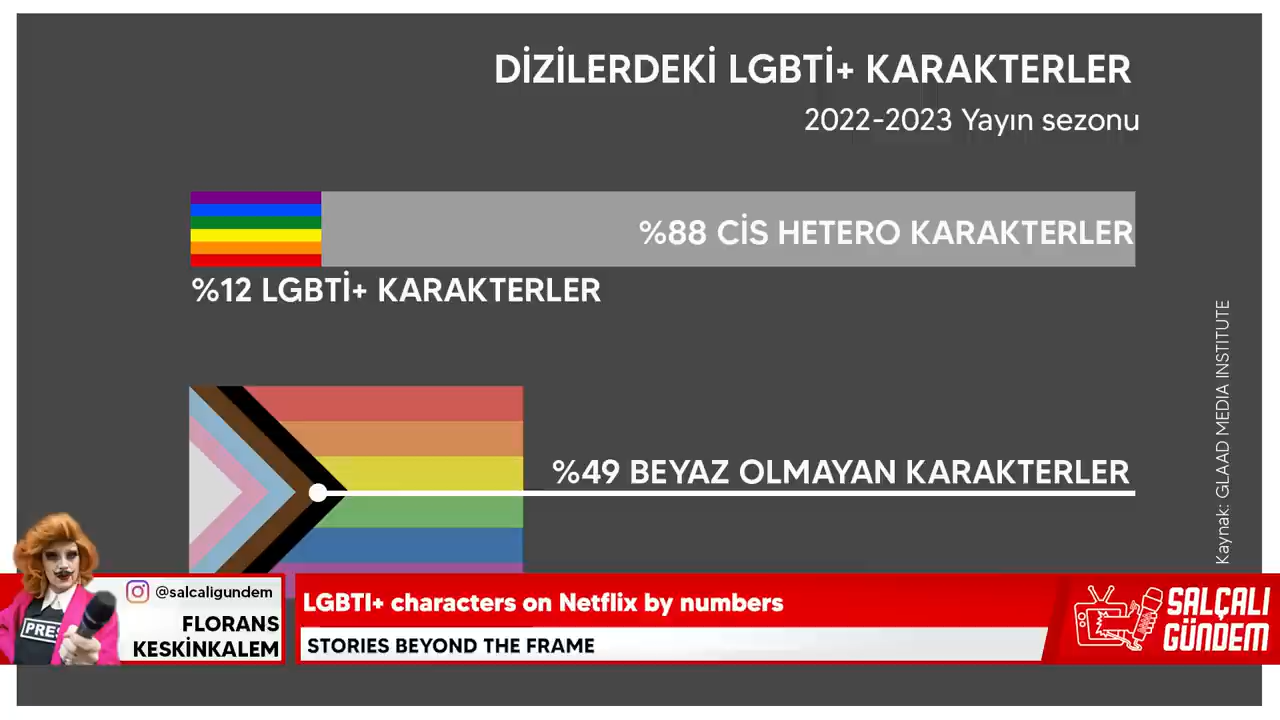 DİZİLERDEKİ LGBTİ+ KARAKTERLER
2022-2023 Yayın sezonu
%88 CİS HETERO KARAKTERLER
%12 LGBTİ+ KARAKTERLER
%49 BEYAZ OLMAYAN KARAKTERLER
Kaynak: GLAAD MEDIA INSTITUTE
@salcaligundem
FLORANS
KESKİNKALEM
PRES
LGBTI+ characters on Netflix by numbers
STORIES BEYOND THE FRAME
SALÇALI
GÜNDEM